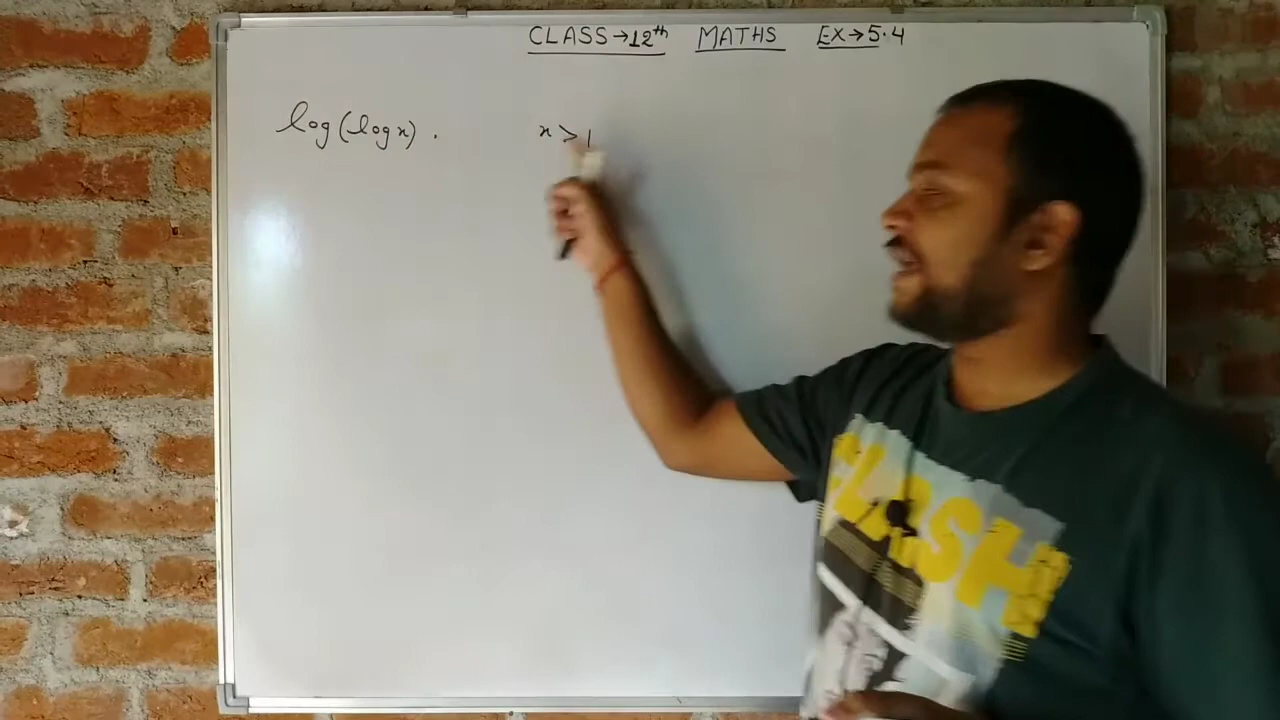 CLASS→12th MATHS EX→5.4
log(log x) . x > 1